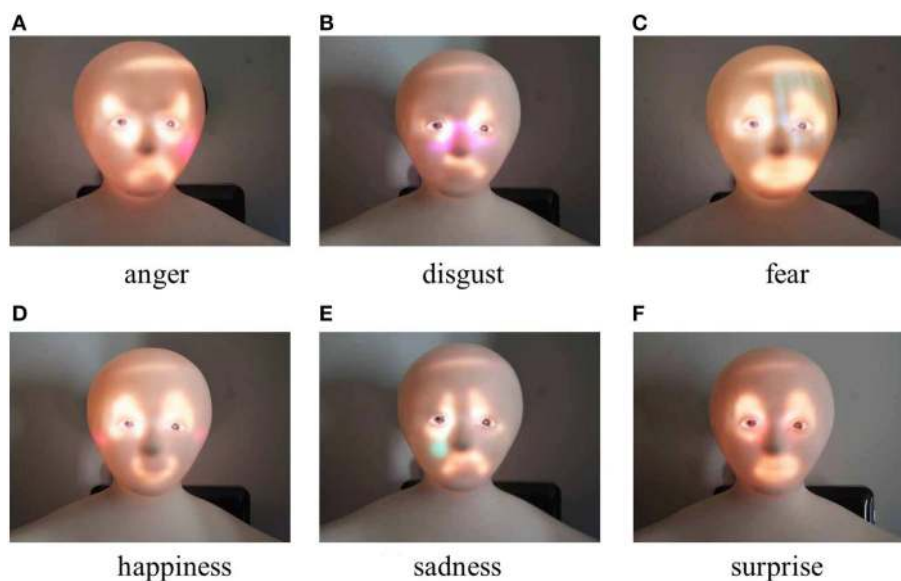 A
B
C
anger
disgust
fear
D
E
F
happiness
sadness
surprise